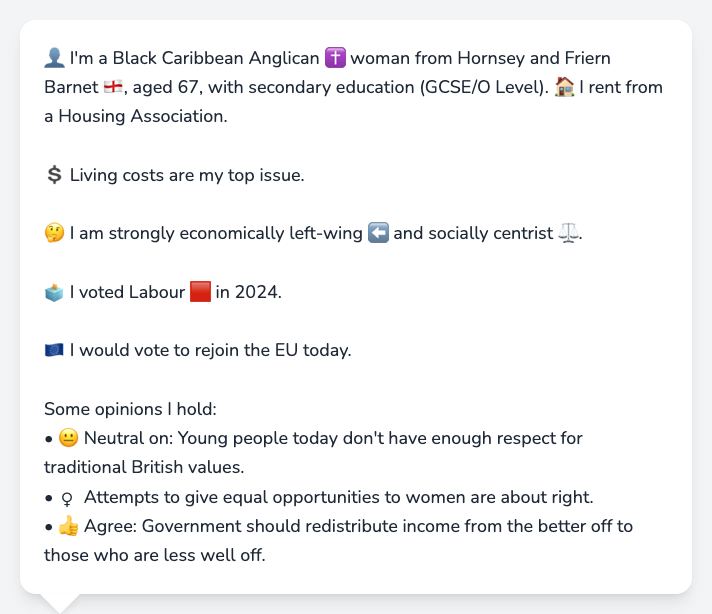 👤 I'm a Black Caribbean Anglican ✝️ woman from Hornsey and Friern
Barnet 🏴󠁧󠁢󠁥󠁮󠁧󠁿, aged 67, with secondary education (GCSE/O Level). 🏠 I rent from
a Housing Association.
💲 Living costs are my top issue.
🤔 I am strongly economically left-wing ⬅️ and socially centrist ⚖️.
🗳️ I voted Labour 🟥 in 2024.
🇪🇺 I would vote to rejoin the EU today.
Some opinions I hold:
• 😐 Neutral on: Young people today don't have enough respect for
traditional British values.
• ♀ Attempts to give equal opportunities to women are about right.
• 👍 Agree: Government should redistribute income from the better off to
those who are less well off.